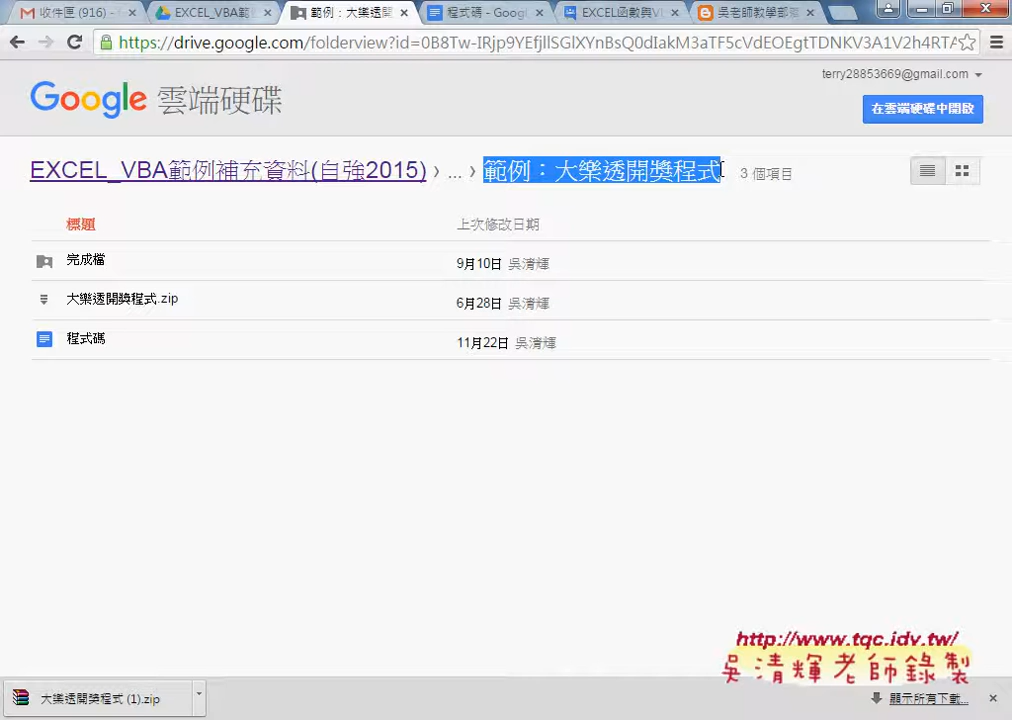 收件匣 (916) -
EXCEL_VBA範
範例：大樂透開
程式碼 - Goog
EXCEL函數與V
吳老師教學部
https://drive.google.com/folderview?id=0B8Tw-IRjp9YEfjllSGlXYnBsQ0dIakM3aTF5cVdEOEgtTDNKV3A1V2h4RTA
terry28853669@gmail.com
Google 雲端硬碟
在雲端硬碟中開啟
EXCEL_VBA範例補充資料(自強2015) › ... › 範例：大樂透開獎程式 3 個項目
標題 上次修改日期
完成檔 9月10日 吳清輝
大樂透開獎程式.zip 6月28日 吳清輝
程式碼 11月22日 吳清輝
http://www.tqc.idv.tw/
吳清輝老師錄製
大樂透開獎程式 (1).zip
顯示所有下載...